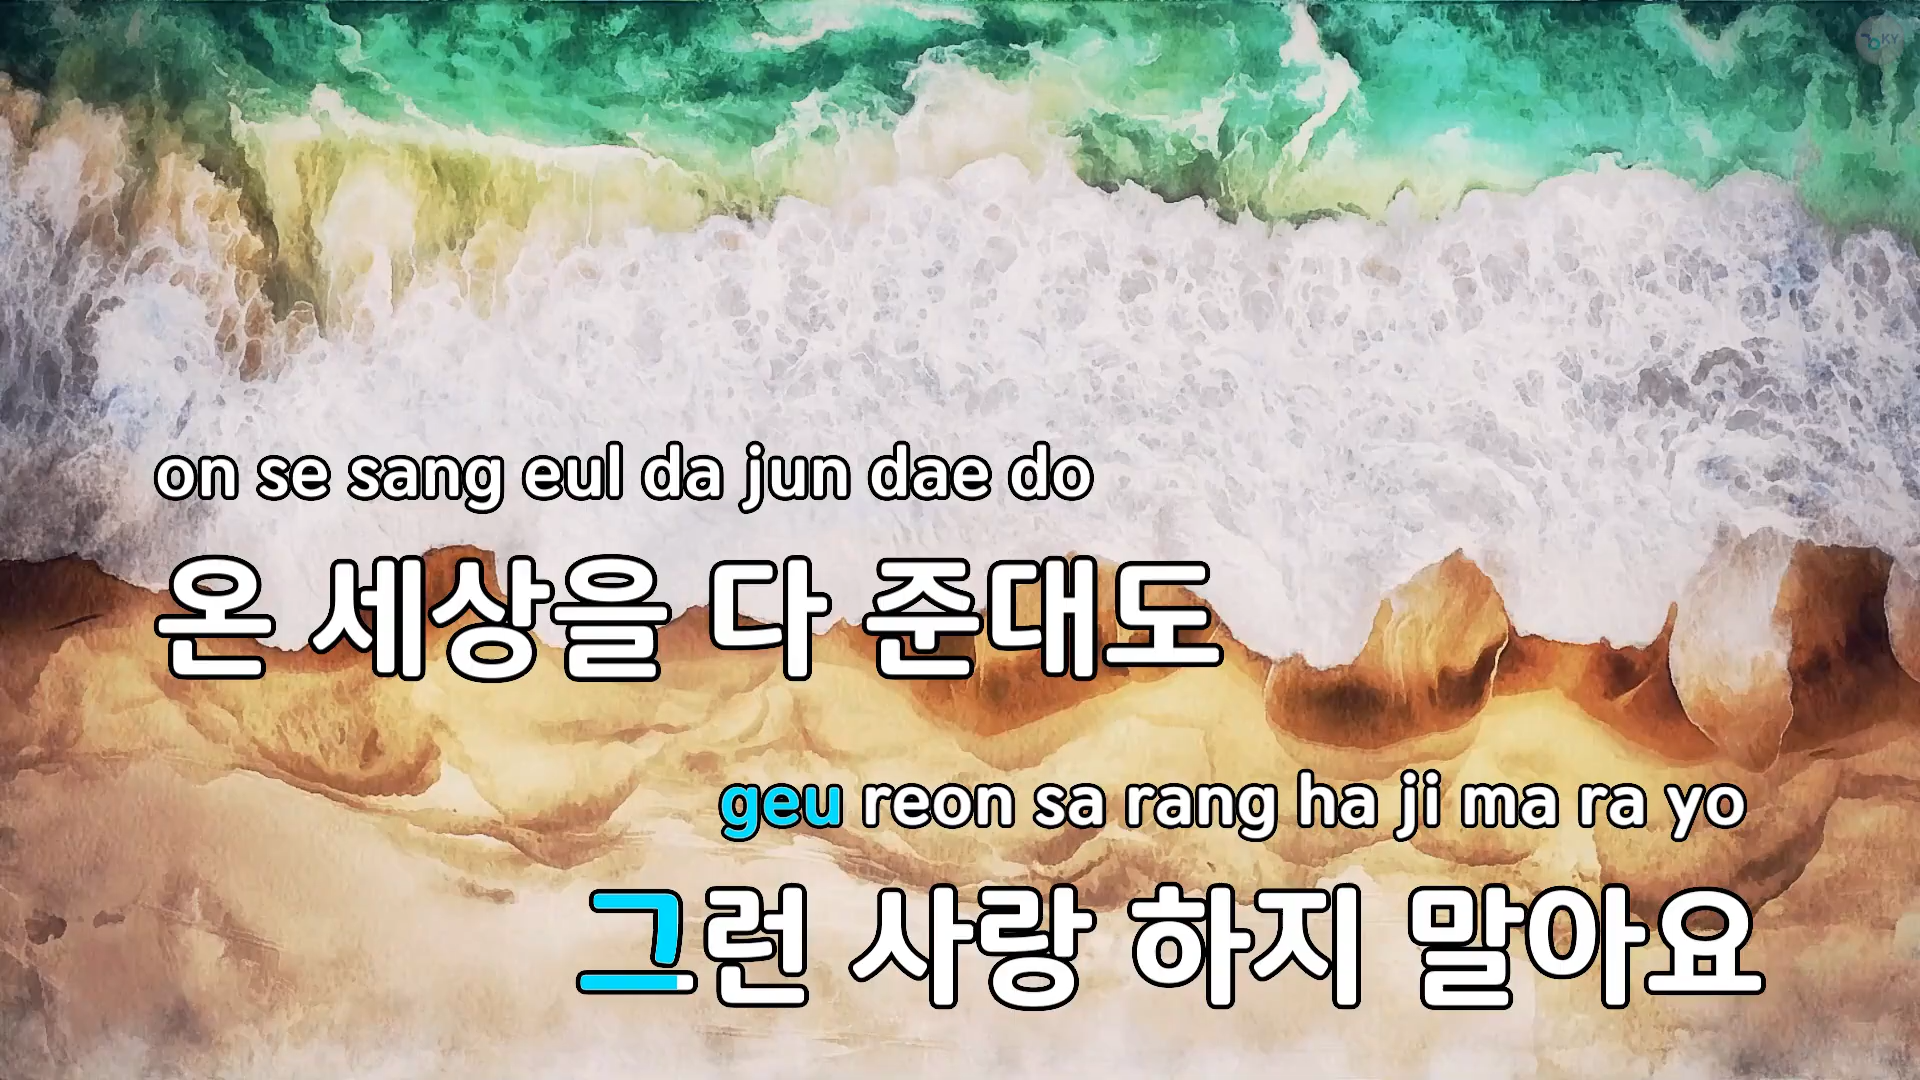 KY
on se sang eul da jun dae do
온 세상을 다 준대도
geu reon sa rang ha ji ma ra yo
그런 사랑 하지 말아요